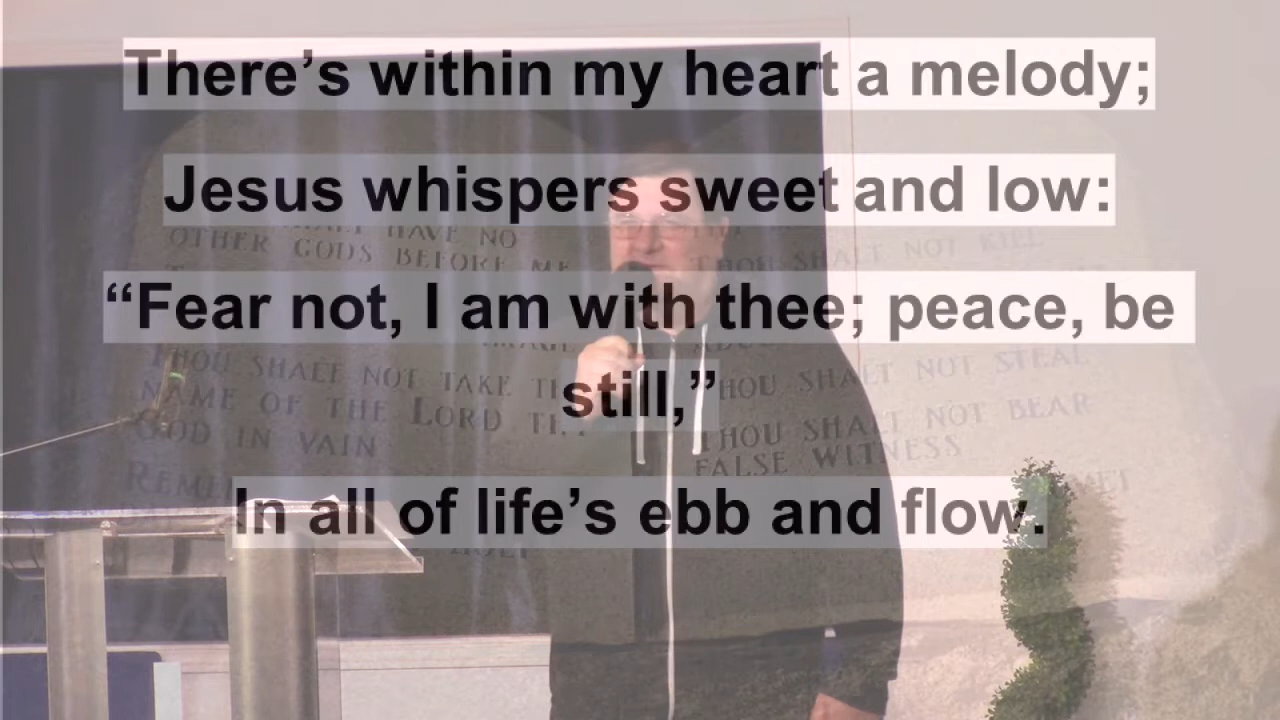 There’s within my heart a melody;
Jesus whispers sweet and low:
“Fear not, I am with thee; peace, be
still,”
In all of life’s ebb and flow.
HAVE NO
OTHER GODS BEFORE ME
THOU SHALT NOT KILL
THOU SHALT NOT TAKE
NAME OF THE LORD
GOD IN VAIN
THOU SHALT NOT STEAL
THOU SHALT NOT BEAR
FALSE WITNESS